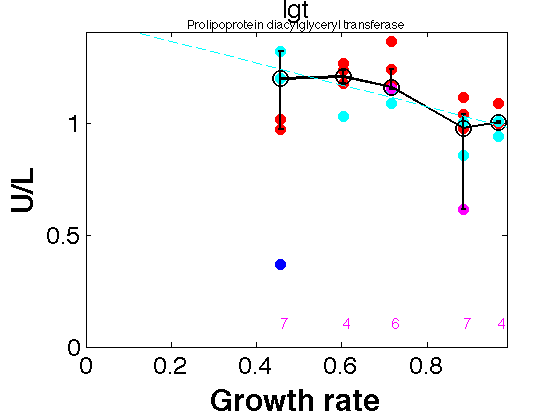 lgt
Prolipoprotein diacylglyceryl transferase
1
0.5
0
U/L
7 4 6 7 4
0 0.2 0.4 0.6 0.8
Growth rate